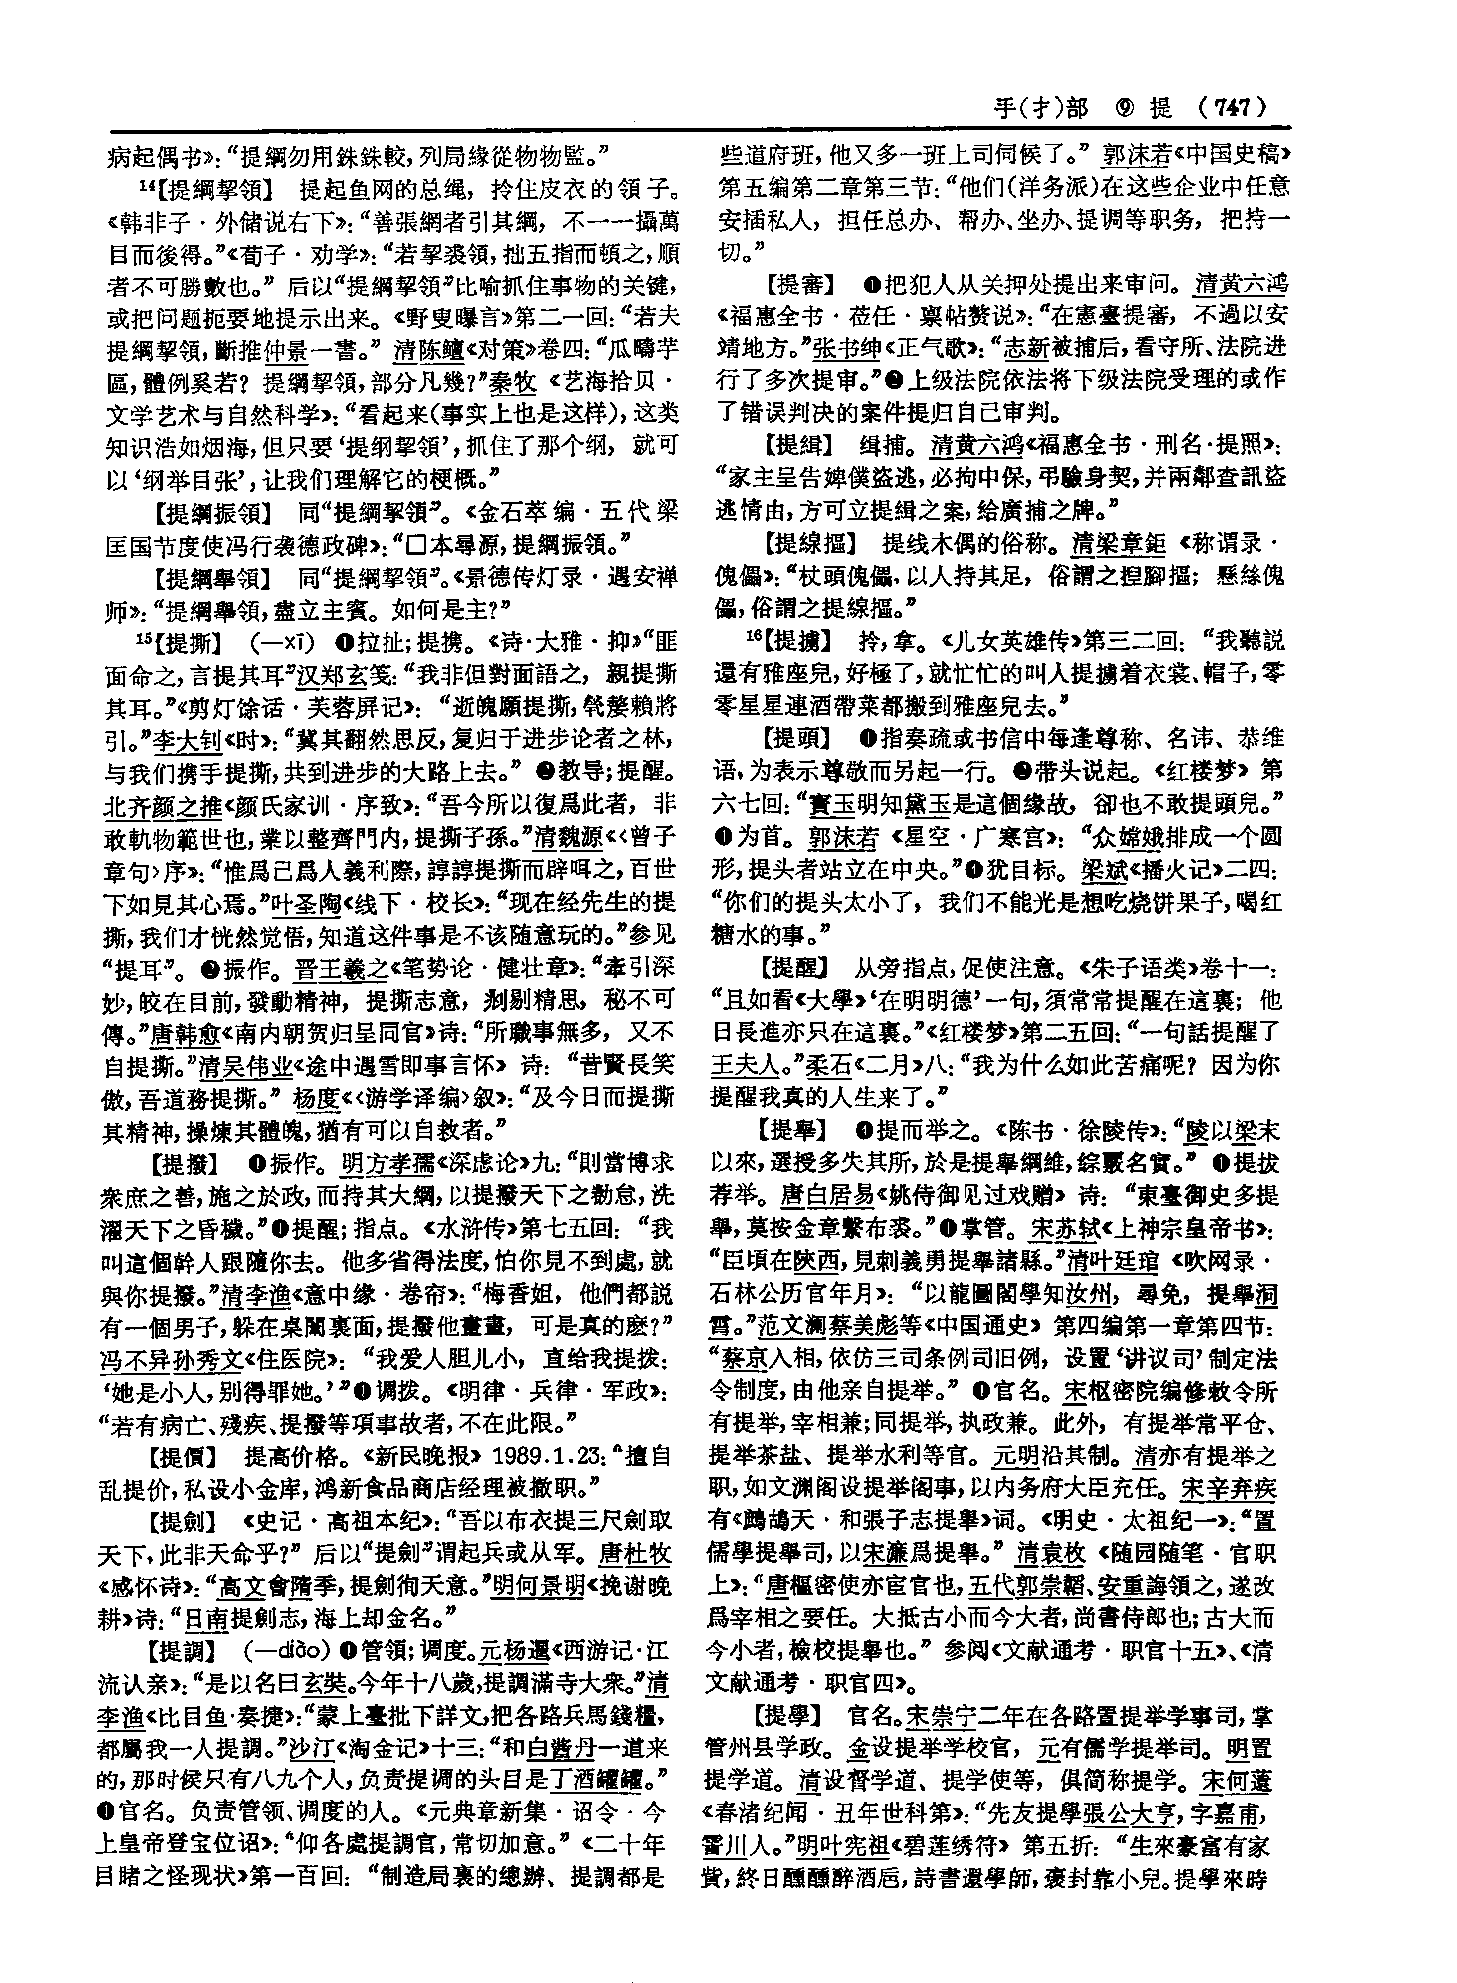 手(扌)部 ⑨ 提 (747)
病起偶书》：“提綱勿用銖銖較，列局緣從物物監。”
¹⁴【提綱挈領】 提起鱼网的总绳，拎住皮衣的領子。
《韩非子·外储说右下》：“善張網者引其綱，不一一攝萬
目而後得。”《荀子·劝学》：“若挈裘領，拙五指而頓之，順
者不可勝數也。” 后以“提綱挈領”比喻抓住事物的关键，
或把问题扼要地提示出来。《野叟曝言》第二一回：“若夫
提綱挈領，斷推仲景一書。” 清陈鳣《对策》卷四：“瓜疇芋
區，體例奚若？提綱挈領，部分凡幾？”秦牧《艺海拾贝·
文学艺术与自然科学》：“看起来(事实上也是这样)，这类
知识浩如烟海，但只要‘提纲挈領’，抓住了那个纲，就可
以‘纲举目张’，让我们理解它的梗概。”
【提綱振領】 同“提綱挈領”。《金石萃编·五代梁
匡国节度使冯行袭德政碑》：“囗本尋源，提綱振領。”
【提綱舉領】 同“提綱挈領”。《景德传灯录·遇安禅
师》：“提綱舉領，盡立主賓。如何是主？”
¹⁵【提撕】 (—xī) ❶拉扯；提携。《诗·大雅·抑》“匪
面命之，言提其耳”汉郑玄笺：“我非但對面語之，親提撕
其耳。”《剪灯馀话·芙蓉屏记》：“逝魄願提撕，煢嫠賴將
引。”李大钊《时》：“冀其翻然思反，复归于进步论者之林，
与我们携手提撕，共到进步的大路上去。” ❷教导；提醒。
北齐颜之推《颜氏家训·序致》：“吾今所以復爲此者，非
敢軌物範世也，業以整齊門内，提撕子孫。”清魏源《〈曾子
章句〉序》：“惟爲己爲人義利際，諄諄提撕而辟咡之，百世
下如見其心焉。”叶圣陶《线下·校长》：“现在经先生的提
撕，我们才恍然觉悟，知道这件事是不该随意玩的。”参见
“提耳”。❸振作。晋王羲之《笔势论·健壮章》：“牽引深
妙，皎在目前，發動精神，提撕志意，剔精思，秘不可
傳。”唐韩愈《南内朝贺归呈同官》诗：“所職事無多，又不
自提撕。”清吴伟业《途中遇雪即事言怀》诗：“昔賢長笑
傲，吾道務提撕。” 杨度《〈游学译编〉叙》：“及今日而提撕
其精神，操煉其體魄，猶有可以自救者。”
【提撥】 ❶振作。明方孝孺《深虑论》九：“則當博求
衆庶之善，施之於政，而持其大綱，以提撥天下之勌怠，洗
濯天下之昏穢。”❷提醒；指点。《水浒传》第七五回：“我
叫這個幹人跟隨你去。他多省得法度，怕你見不到處，就
與你提撥。”清李渔《意中缘·卷帘》：“梅香姐，他們都説
有一個男子，躲在桌闈裏面，提撥他畫畫，可是真的麽？”
冯不异孙秀文《住医院》：“我爱人胆儿小，直给我提拨：
‘她是小人，别得罪她。’”❸调拨。《明律·兵律·军政》：
“若有病亡、殘疾、提撥等項事故者，不在此限。”
【提價】 提高价格。《新民晚报》1989.1.23：“擅自
乱提价，私设小金库，鸿新食品商店经理被撤职。”
【提劍】 《史记·高祖本纪》：“吾以布衣提三尺劍取
天下，此非天命乎？” 后以“提劍”谓起兵或从军。唐杜牧
《感怀诗》：“高文會隋季，提劍徇天意。”明何景明《挽谢晚
耕》诗：“日南提劍志，海上却金名。”
【提調】 (—diào) ❶管領；调度。元杨暹《西游记·江
流认亲》：“是以名曰玄奘。今年十八歲，提調滿寺大衆。”清
李渔《比目鱼·奏捷》：“蒙上臺批下詳文，把各路兵馬錢糧，
都屬我一人提調。”沙汀《淘金记》十三：“和白酱丹一道来
的，那时候只有八九个人，负责提调的头目是丁酒罐罐。”
❷官名。负责管领、调度的人。《元典章新集·诏令·今
上皇帝登宝位诏》：“仰各處提調官，常切加意。”《二十年
目睹之怪现状》第一百回：“制造局裏的總辦、提調都是
些道府班，他又多一班上司伺候了。” 郭沫若《中国史稿》
第五编第二章第三节：“他们(洋务派)在这些企业中任意
安插私人，担任总办、帮办、坐办、提调等职务，把持一
切。”
【提審】 ❶把犯人从关押处提出来审问。清黄六鸿
《福惠全书·莅任·禀帖赘说》：“在憲臺提審，不過以安
靖地方。”张书绅《正气歌》：“志新被捕后，看守所、法院进
行了多次提审。”❷上级法院依法将下级法院受理的或作
了错误判决的案件提归自己审判。
【提緝】 缉捕。清黄六鸿《福惠全书·刑名·提照》：
“家主呈告婢僕盜逃，必拘中保，弔驗身契，并兩鄰查訊盜
逃情由，方可立提緝之案，給廣捕之牌。”
【提線摳】 提线木偶的俗称。清梁章鉅《称谓录·
傀儡》：“杖頭傀儡，以人持其足，俗謂之揑腳摳；懸絲傀
儡，俗謂之提線摳。”
¹⁶【提擄】 拎，拿。《儿女英雄传》第三二回：“我聽説
還有雅座兒，好極了，就忙忙的叫人提擄着衣裳、帽子，零
零星星連酒帶菜都搬到雅座兒去。”
【提頭】 ❶指奏疏或书信中每逢尊称、名讳、恭维
语，为表示尊敬而另起一行。❷带头说起。《红楼梦》第
六七回：“寶玉明知黛玉是這個緣故，卻也不敢提頭兒。”
❸为首。郭沫若《星空·广寒宫》：“众嫦娥排成一个圆
形，提头者站立在中央。”❹犹目标。梁斌《播火记》二四：
“你们的提头太小了，我们不能光是想吃烧饼果子，喝红
糖水的事。”
【提醒】 从旁指点，促使注意。《朱子语类》卷十一：
“且如看《大學》‘在明明德’一句，須常常提醒在這裏；他
日長進亦只在這裏。”《红楼梦》第二五回：“一句話提醒了
王夫人。”柔石《二月》八：“我为什么如此苦痛呢？因为你
提醒我真的人生来了。”
【提舉】 ❶提而举之。《陈书·徐陵传》：“陵以梁末
以來，選授多失其所，於是提舉綱維，綜覈名實。” ❷提拔
荐举。唐白居易《姚侍御见过戏赠》诗：“東臺御史多提
舉，莫按金章繫布裘。”❸掌管。宋苏轼《上神宗皇帝书》：
“臣頃在陝西，見刺義勇提舉諸縣。”清叶廷琯《吹网录·
石林公历官年月》：“以龍圖閣學知汝州，尋免，提舉洞
霄。”范文澜蔡美彪等《中国通史》第四编第一章第四节：
“蔡京入相，依仿三司条例司旧例，设置‘讲议司’制定法
令制度，由他亲自提举。” ❹官名。宋枢密院编修敕令所
有提举，宰相兼；同提举，执政兼。此外，有提举常平仓、
提举茶盐、提举水利等官。元明沿其制。清亦有提举之
职，如文渊阁设提举阁事，以内务府大臣充任。宋辛弃疾
有《鷓鴣天·和張子志提舉》词。《明史·太祖纪一》：“置
儒學提舉司，以宋濂爲提舉。” 清袁枚《随园随笔·官职
上》：“唐樞密使亦宦官也，五代郭崇韜、安重誨領之，遂改
爲宰相之要任。大抵古小而今大者，尚書侍郎也；古大而
今小者，檢校提舉也。” 参阅《文献通考·职官十五》、《清
文献通考·职官四》。
【提學】 官名。宋崇宁二年在各路置提举学事司，掌
管州县学政。金设提举学校官，元有儒学提举司。明置
提学道。清设督学道、提学使等，俱简称提学。宋何薳
《春渚纪闻·丑年世科第》：“先友提學張公大亨，字嘉甫，
霅川人。”明叶宪祖《碧莲绣符》第五折：“生來豪富有家
貲，終日醺醺醉酒巵，詩書還學師，褒封靠小兒。提學來時